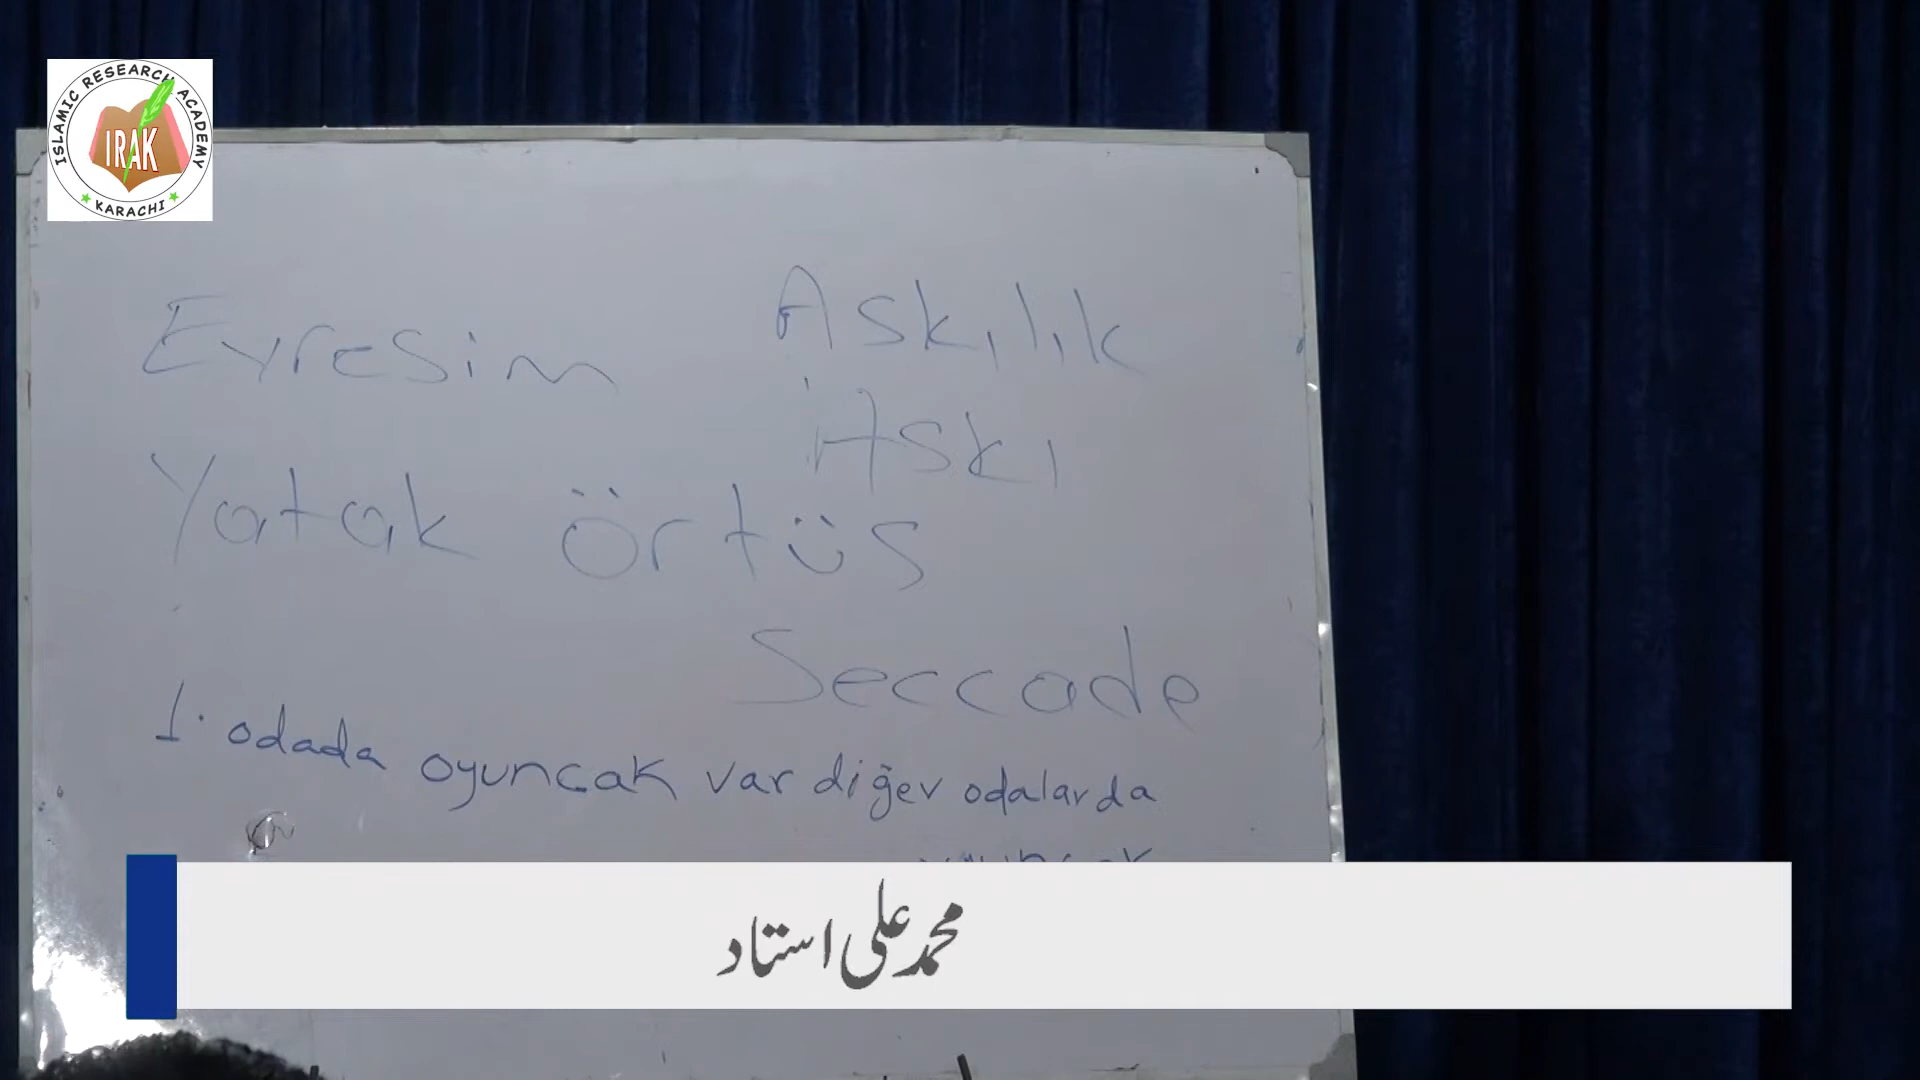 ISLAMIC RESEARCH ACADEMY
IRAK
KARACHI
Eyresim
Askılık
Askı
Yatak örtüs
Seccade
1. odada oyuncak var diğer odalarda
محمد علی استاد